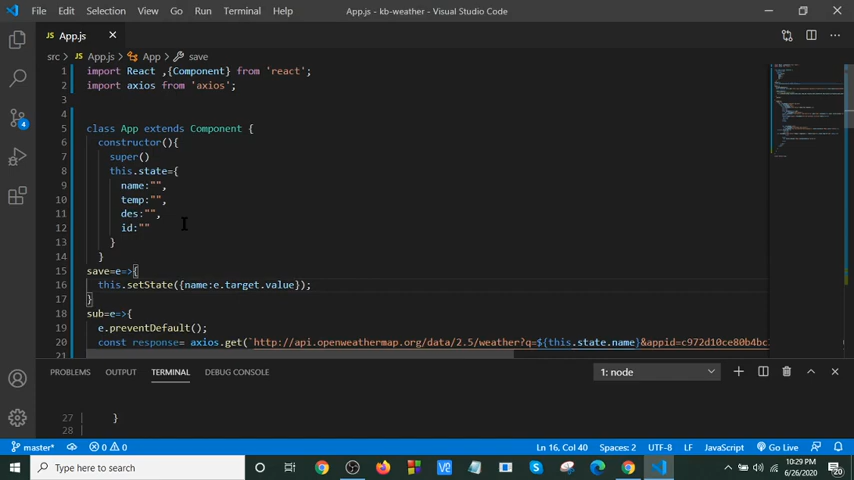 File Edit View Go Run Terminal Help App.js - kb-weather - Visual Studio Code
App.js
src > App.js > App > save
1 import React ,{Component} from 'react';
2 import axios from 'axios';
3
4
5 class App extends Component {
6 constructor(){
7 super()
8 this.state={
9 name:"",
10 temp:"",
11 des:"",
12 id:""
13 }
14 }
15 save=e=>{
16 this.setState({name:e.target.value});
17 }
18 sub=e=>{
19 e.preventDefault();
20 const response= axios.get(`http://api.openweathermap.org/data/2.5/weather?q=${this.state.name}&appid=c972d10ce80b4bc
21
PROBLEMS OUTPUT TERMINAL DEBUG CONSOLE 1: node
27 | }
28 |
master* 0 0 Ln 16, Col 40 Spaces: 2 UTF-8 LF JavaScript Go Live
4
Type here to search
10:29 PM
6/26/2020
20